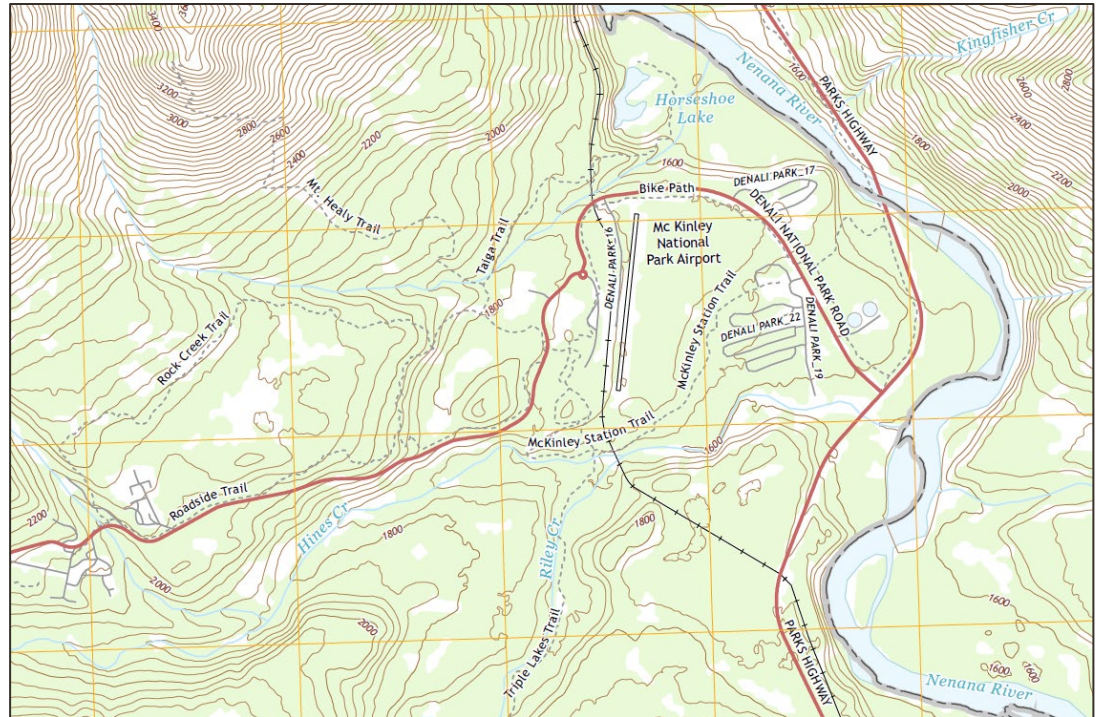 3400
3200
3000
2800
2600
2400
2200
2000
Kingfisher Cr
Nenana River
1600
PARKS HIGHWAY
2800
2600
2400
1800
2000
2200
Horseshoe
Lake
1600
DENALI PARK 17
Bike Path
DENALI NATIONAL PARK ROAD
Mt. Healy Trail
Taiga Trail
Mc Kinley
National
Park Airport
DENALI PARK 16
1800
McKinley Station Trail
DENALI PARK 22
DENALI PARK 19
Rock Creek Trail
McKinley Station Trail
1600
Roadside Trail
2200
Hines Cr
1800
1800
Riley Cr
2000
2000
1600
Triple Lakes Trail
PARKS HIGHWAY
1600
1600
Nenana River